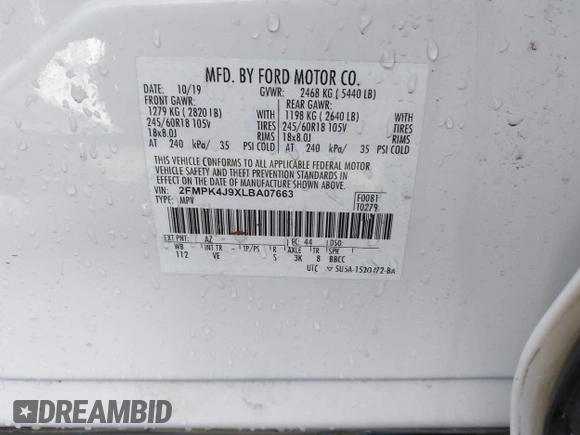 MFD. BY FORD MOTOR CO.
DATE: 10/19 GVWR: 2468 KG ( 5440 LB)
FRONT GAWR: REAR GAWR:
1279 KG ( 2820 LB) WITH 1198 KG ( 2640 LB) WITH
245/60R18 105V TIRES 245/60R18 105V TIRES
18x8.0J RIMS 18x8.0J RIMS
AT 240 kPa/ 35 PSI COLD AT 240 kPa/ 35 PSI COLD
THIS VEHICLE CONFORMS TO ALL APPLICABLE FEDERAL MOTOR
VEHICLE SAFETY AND THEFT PREVENTION STANDARDS IN
EFFECT ON THE DATE OF MANUFACTURE SHOWN ABOVE.
VIN: 2FMPK4J9XLBA07663 F0081
TYPE: MPV T0279
EXT PNT: AZ RC: 44 DSO:
WB INT TR TP/PS R AXLE TR SPR
112 VE S 3K 8 BBCC
UTC
DREAMBID